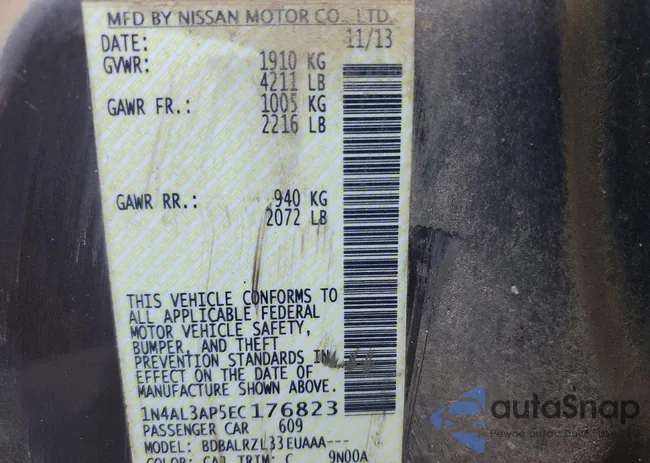 MFD BY NISSAN MOTOR CO., LTD.
DATE: 11/13
GVWR: 1910 KG
4211 LB
GAWR FR.: 1005 KG
2216 LB
GAWR RR.: 940 KG
2072 LB
THIS VEHICLE CONFORMS TO
ALL APPLICABLE FEDERAL
MOTOR VEHICLE SAFETY,
BUMPER, AND THEFT
PREVENTION STANDARDS IN
EFFECT ON THE DATE OF
MANUFACTURE SHOWN ABOVE.
1N4AL3AP5EC176823
PASSENGER CAR 609
MODEL: BDBALRZL33EUAAA---
COLOR: CAJ TRIM: C 9N00A
autoSnap